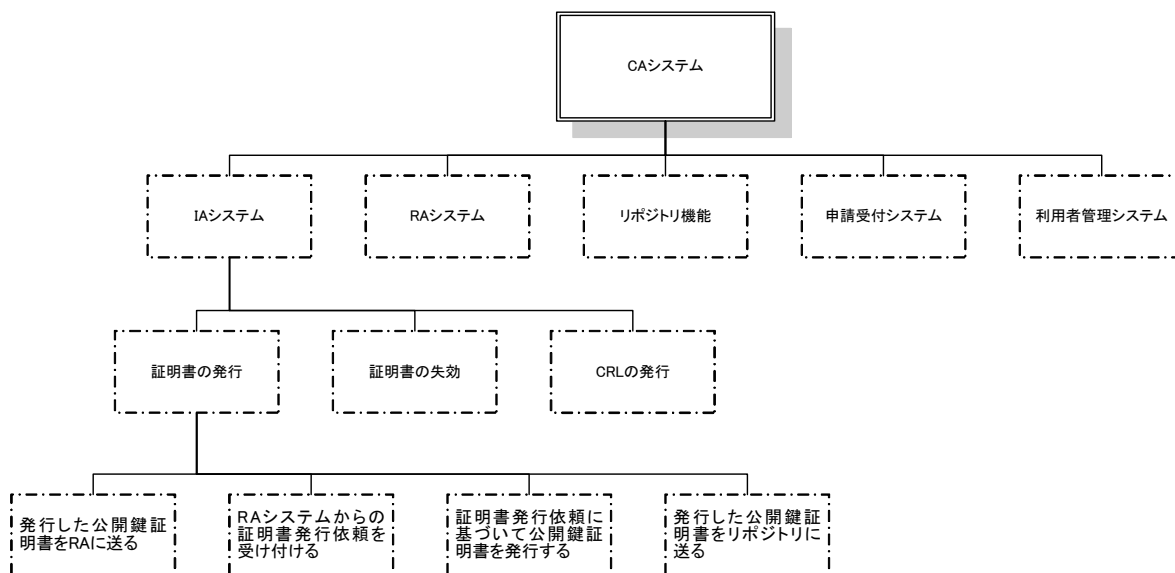 CAシステム
IAシステム
RAシステム
リポジトリ機能
申請受付システム
利用者管理システム
証明書の発行
証明書の失効
CRLの発行
発行した公開鍵証
明書をRAに送る
RAシステムからの
証明書発行依頼を
受け付ける
証明書発行依頼に
基づいて公開鍵証
明書を発行する
発行した公開鍵証
明書をリポジトリに
送る